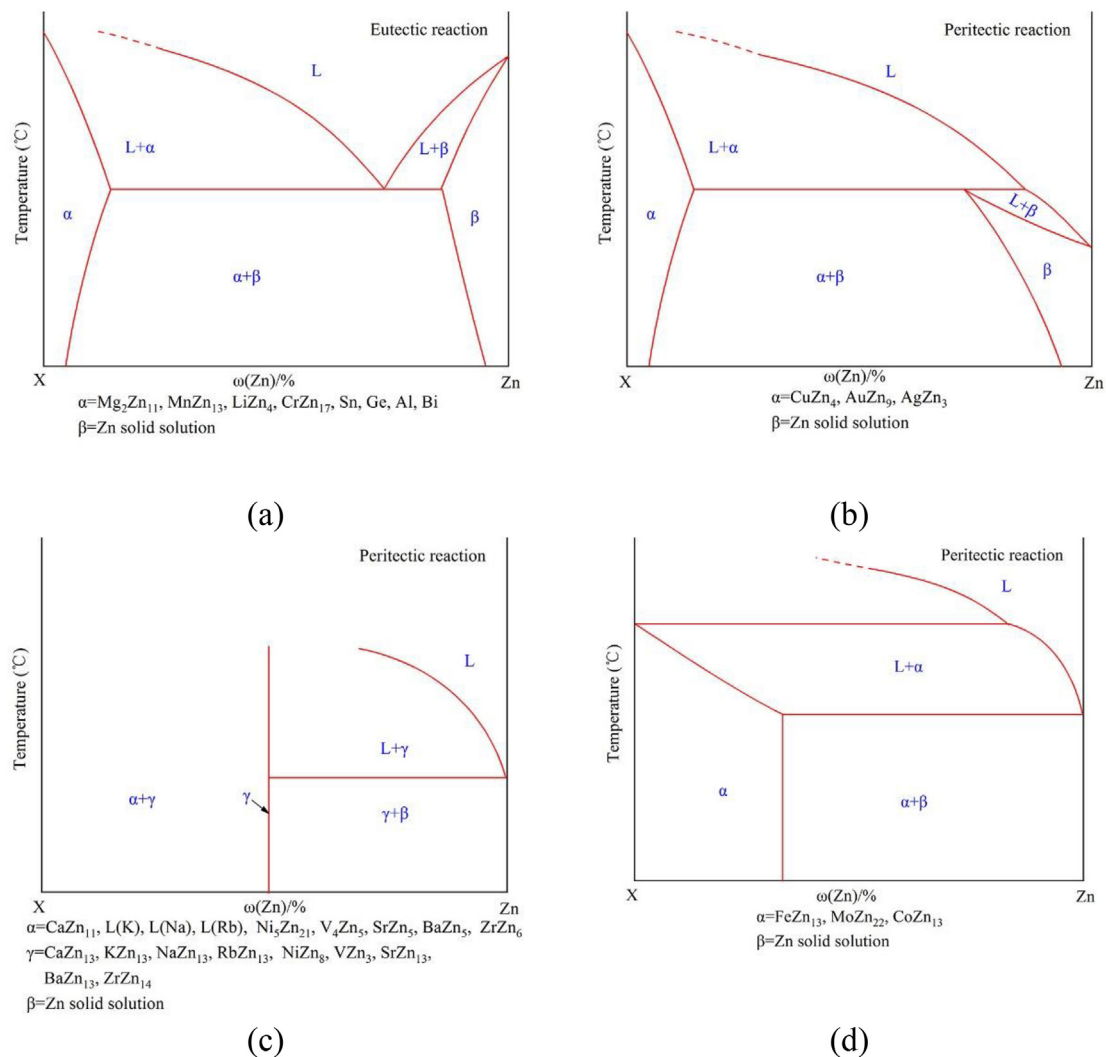 Eutectic reaction
L
L+α
L+β
α
β
α+β
Temperature (℃)
X
ω(Zn)/%
Zn
α=Mg₂Zn₁₁, MnZn₁₃, LiZn₄, CrZn₁₇, Sn, Ge, Al, Bi
β=Zn solid solution
(a)
Peritectic reaction
L
L+α
L+β
α
α+β
β
Temperature (℃)
X
ω(Zn)/%
Zn
α=CuZn₄, AuZn₉, AgZn₃
β=Zn solid solution
(b)
Peritectic reaction
L
L+γ
α+γ
γ
γ+β
Temperature (℃)
X
ω(Zn)/%
Zn
α=CaZn₁₁, L(K), L(Na), L(Rb), Ni₅Zn₂₁, V₄Zn₅, SrZn₅, BaZn₅, ZrZn₆
γ=CaZn₁₃, KZn₁₃, NaZn₁₃, RbZn₁₃, NiZn₈, VZn₃, SrZn₁₃,
BaZn₁₃, ZrZn₁₄
β=Zn solid solution
(c)
Peritectic reaction
L
L+α
α
α+β
Temperature (℃)
X
ω(Zn)/%
Zn
α=FeZn₁₃, MoZn₂₂, CoZn₁₃
β=Zn solid solution
(d)